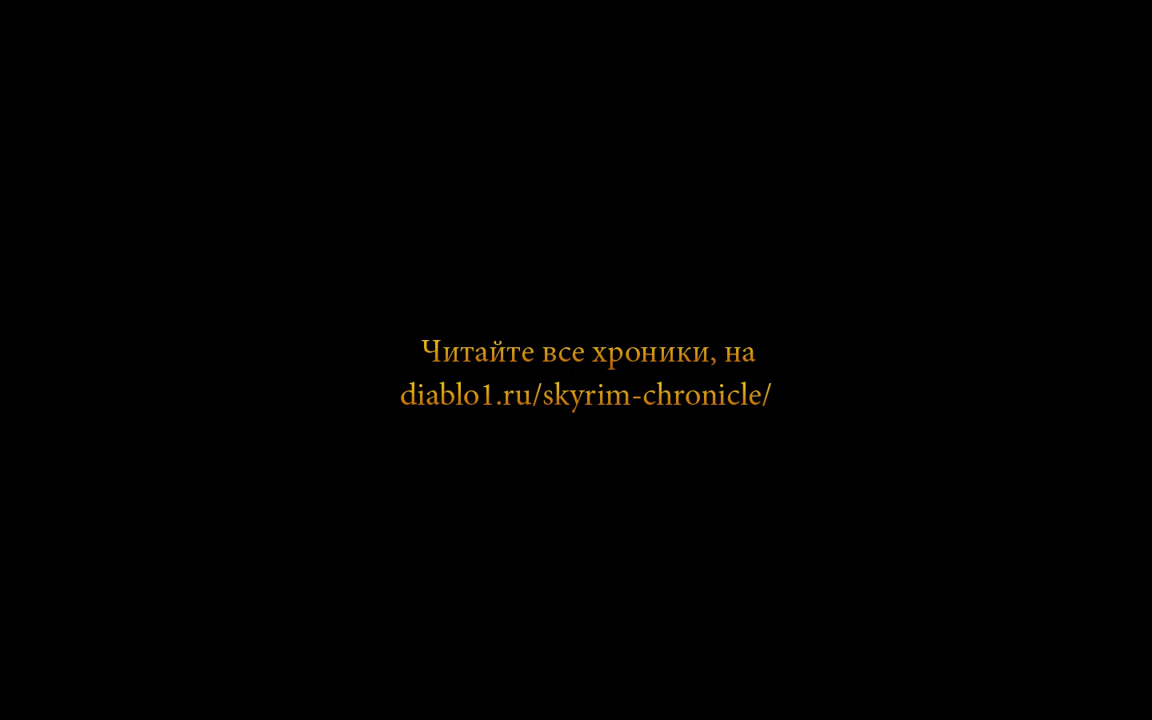 Читайте все хроники, на
diablo1.ru/skyrim-chronicle/